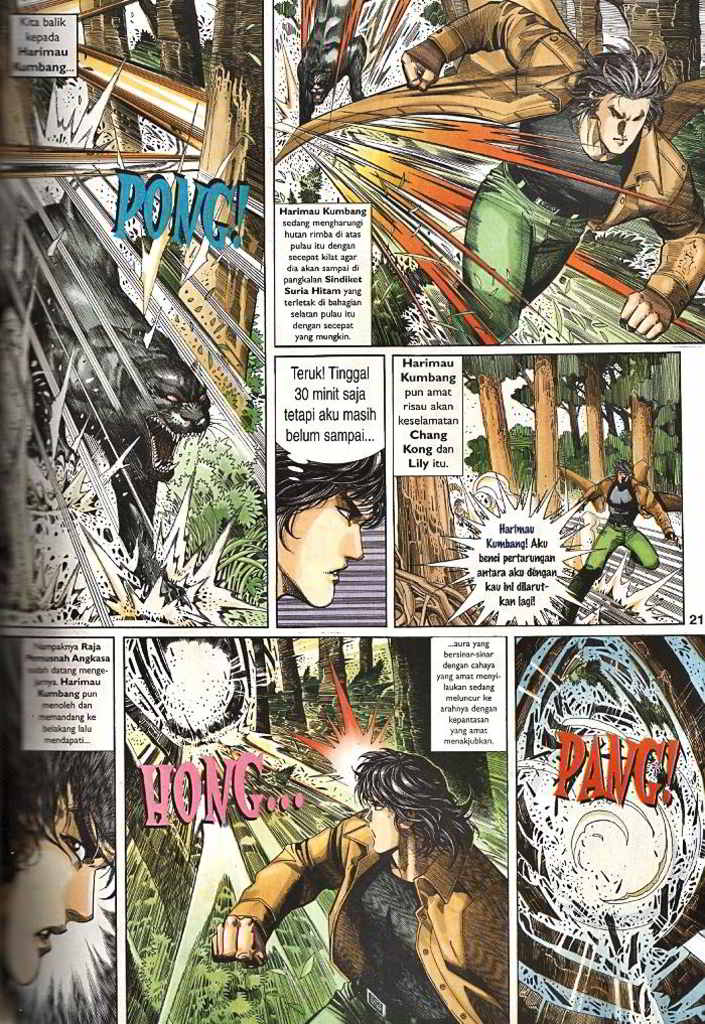 Kita balik
kepada
Harimau
Kumbang...
PONG!
Harimau Kumbang
sedang mengharungi
hutan rimba di atas
pulau itu dengan
secepat kilat agar
dia akan sampai di
pangkalan Sindiket
Suria Hitam yang
terletak di bahagian
selatan pulau itu
dengan secepat
yang mungkin.
Teruk! Tinggal
30 minit saja
tetapi aku masih
belum sampai...
Harimau
Kumbang
pun amat
risau akan
keselamatan
Chang
Kong dan
Lily itu.
Harimau
Kumbang! Aku
benci pertarungan
antara aku dengan
kau ini dilarut-
kan lagi!
21
Nampaknya Raja
Pemusnah Angkasa
sudah datang menge-
jarnya. Harimau
Kumbang pun
menoleh dan
memandang ke
belakang lalu
mendapati...
HONG...
...aura yang
bersinar-sinar
dengan cahaya
yang amat menyi-
laukan sedang
meluncur ke
arahnya dengan
kepantasan
yang amat
menakjubkan.
PANG!